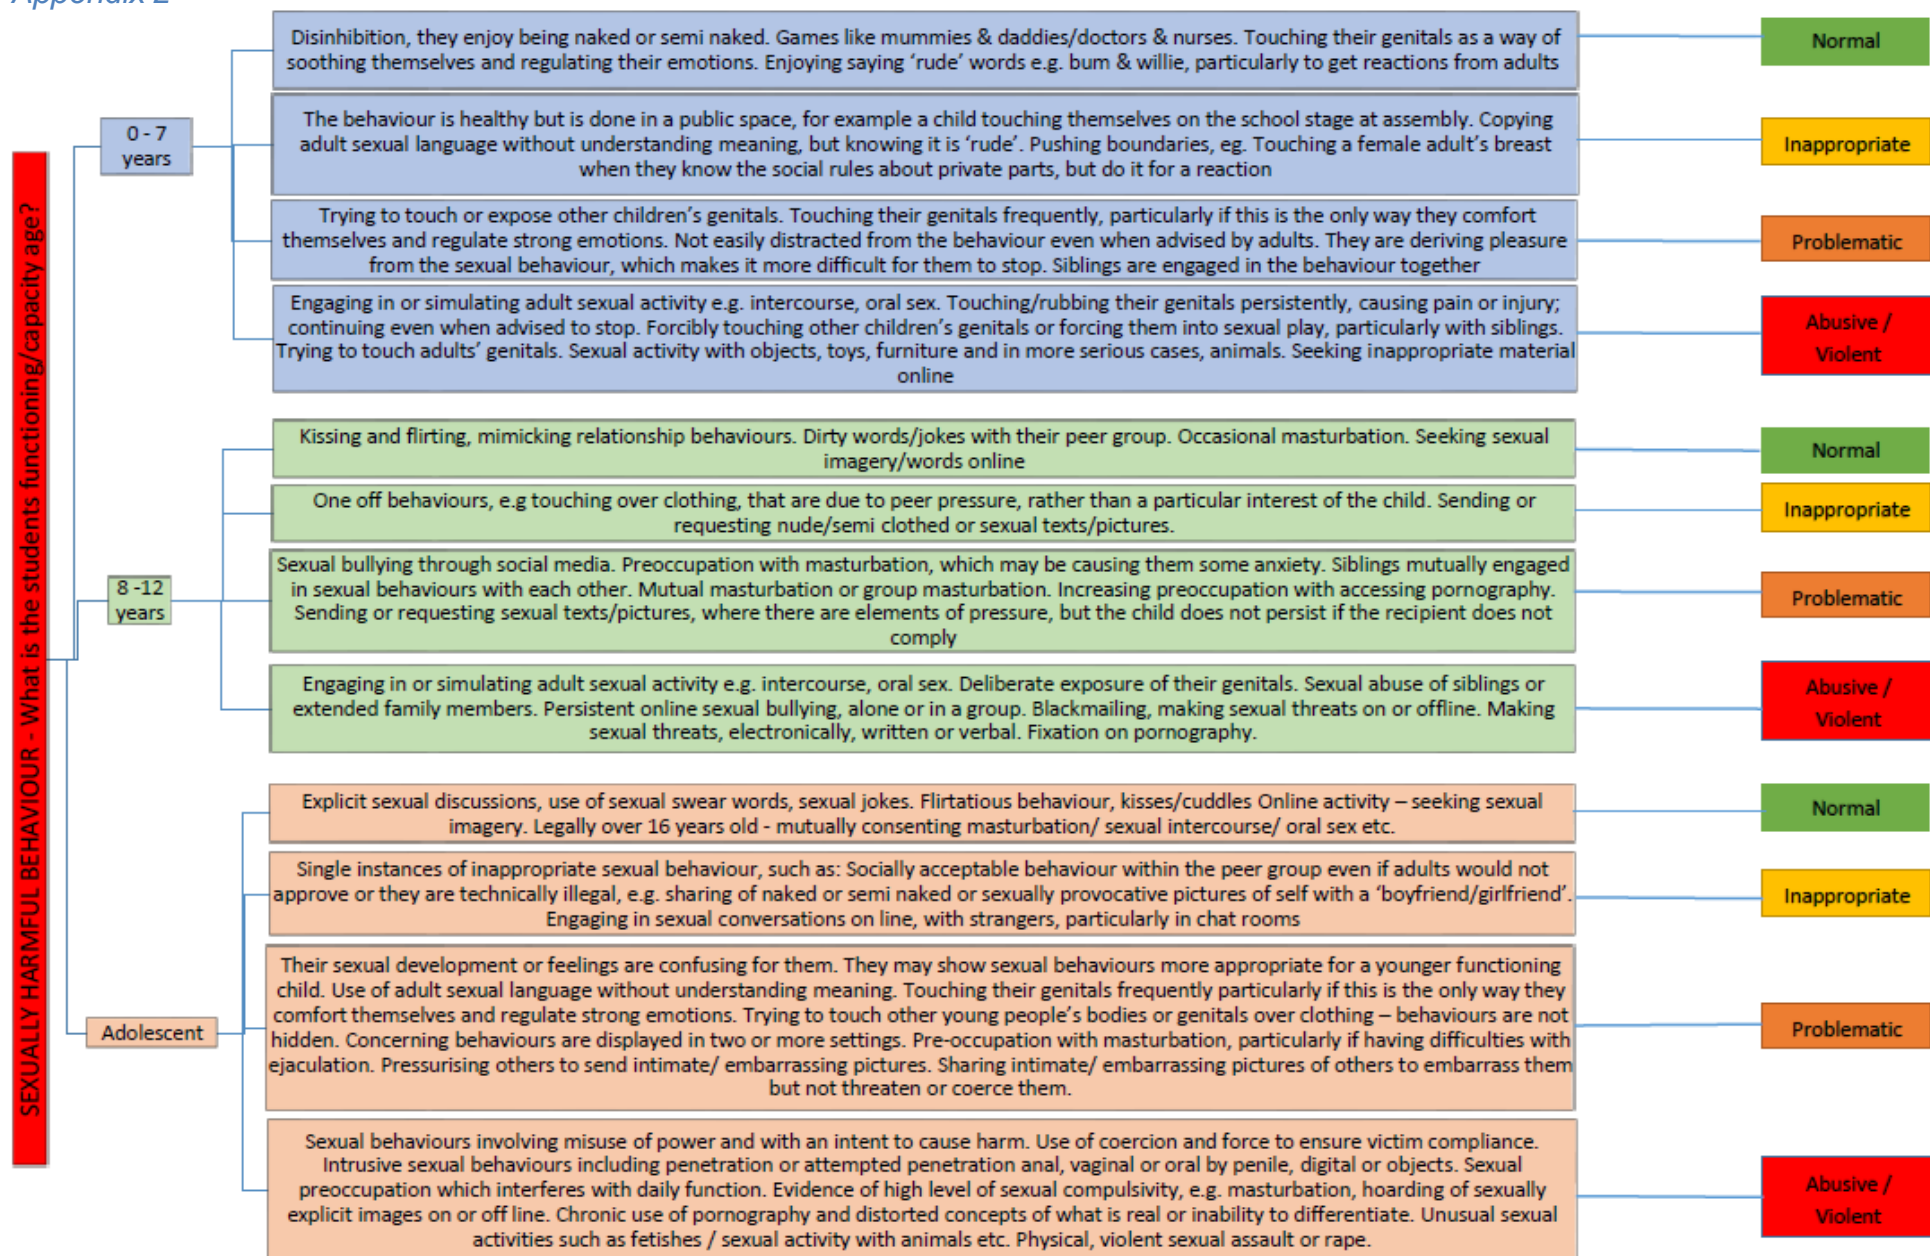 Appendix 2
Disinhibition, they enjoy being naked or semi naked. Games like mummies & daddies/doctors & nurses. Touching their genitals as a way of
soothing themselves and regulating their emotions. Enjoying saying ‘rude’ words e.g. bum & willie, particularly to get reactions from adults
Normal
0 - 7
years
The behaviour is healthy but is done in a public space, for example a child touching themselves on the school stage at assembly. Copying
adult sexual language without understanding meaning, but knowing it is ‘rude’. Pushing boundaries, eg. Touching a female adult’s breast
when they know the social rules about private parts, but do it for a reaction
Inappropriate
Trying to touch or expose other children’s genitals. Touching their genitals frequently, particularly if this is the only way they comfort
themselves and regulate strong emotions. Not easily distracted from the behaviour even when advised by adults. They are deriving pleasure
from the sexual behaviour, which makes it more difficult for them to stop. Siblings are engaged in the behaviour together
Problematic
Engaging in or simulating adult sexual activity e.g. intercourse, oral sex. Touching/rubbing their genitals persistently, causing pain or injury;
continuing even when advised to stop. Forcibly touching other children’s genitals or forcing them into sexual play, particularly with siblings.
Trying to touch adults’ genitals. Sexual activity with objects, toys, furniture and in more serious cases, animals. Seeking inappropriate material
online
Abusive /
Violent
SEXUALLY HARMFUL BEHAVIOUR - What is the students functioning/capacity age?
Kissing and flirting, mimicking relationship behaviours. Dirty words/jokes with their peer group. Occasional masturbation. Seeking sexual
imagery/words online
Normal
One off behaviours, e.g touching over clothing, that are due to peer pressure, rather than a particular interest of the child. Sending or
requesting nude/semi clothed or sexual texts/pictures.
Inappropriate
8 -12
years
Sexual bullying through social media. Preoccupation with masturbation, which may be causing them some anxiety. Siblings mutually engaged
in sexual behaviours with each other. Mutual masturbation or group masturbation. Increasing preoccupation with accessing pornography.
Sending or requesting sexual texts/pictures, where there are elements of pressure, but the child does not persist if the recipient does not
comply
Problematic
Engaging in or simulating adult sexual activity e.g. intercourse, oral sex. Deliberate exposure of their genitals. Sexual abuse of siblings or
extended family members. Persistent online sexual bullying, alone or in a group. Blackmailing, making sexual threats on or offline. Making
sexual threats, electronically, written or verbal. Fixation on pornography.
Abusive /
Violent
Explicit sexual discussions, use of sexual swear words, sexual jokes. Flirtatious behaviour, kisses/cuddles Online activity – seeking sexual
imagery. Legally over 16 years old - mutually consenting masturbation/ sexual intercourse/ oral sex etc.
Normal
Single instances of inappropriate sexual behaviour, such as: Socially acceptable behaviour within the peer group even if adults would not
approve or they are technically illegal, e.g. sharing of naked or semi naked or sexually provocative pictures of self with a ‘boyfriend/girlfriend’.
Engaging in sexual conversations on line, with strangers, particularly in chat rooms
Inappropriate
Adolescent
Their sexual development or feelings are confusing for them. They may show sexual behaviours more appropriate for a younger functioning
child. Use of adult sexual language without understanding meaning. Touching their genitals frequently particularly if this is the only way they
comfort themselves and regulate strong emotions. Trying to touch other young people’s bodies or genitals over clothing – behaviours are not
hidden. Concerning behaviours are displayed in two or more settings. Pre-occupation with masturbation, particularly if having difficulties with
ejaculation. Pressurising others to send intimate/ embarrassing pictures. Sharing intimate/ embarrassing pictures of others to embarrass them
but not threaten or coerce them.
Problematic
Sexual behaviours involving misuse of power and with an intent to cause harm. Use of coercion and force to ensure victim compliance.
Intrusive sexual behaviours including penetration or attempted penetration anal, vaginal or oral by penile, digital or objects. Sexual
preoccupation which interferes with daily function. Evidence of high level of sexual compulsivity, e.g. masturbation, hoarding of sexually
explicit images on or off line. Chronic use of pornography and distorted concepts of what is real or inability to differentiate. Unusual sexual
activities such as fetishes / sexual activity with animals etc. Physical, violent sexual assault or rape.
Abusive /
Violent